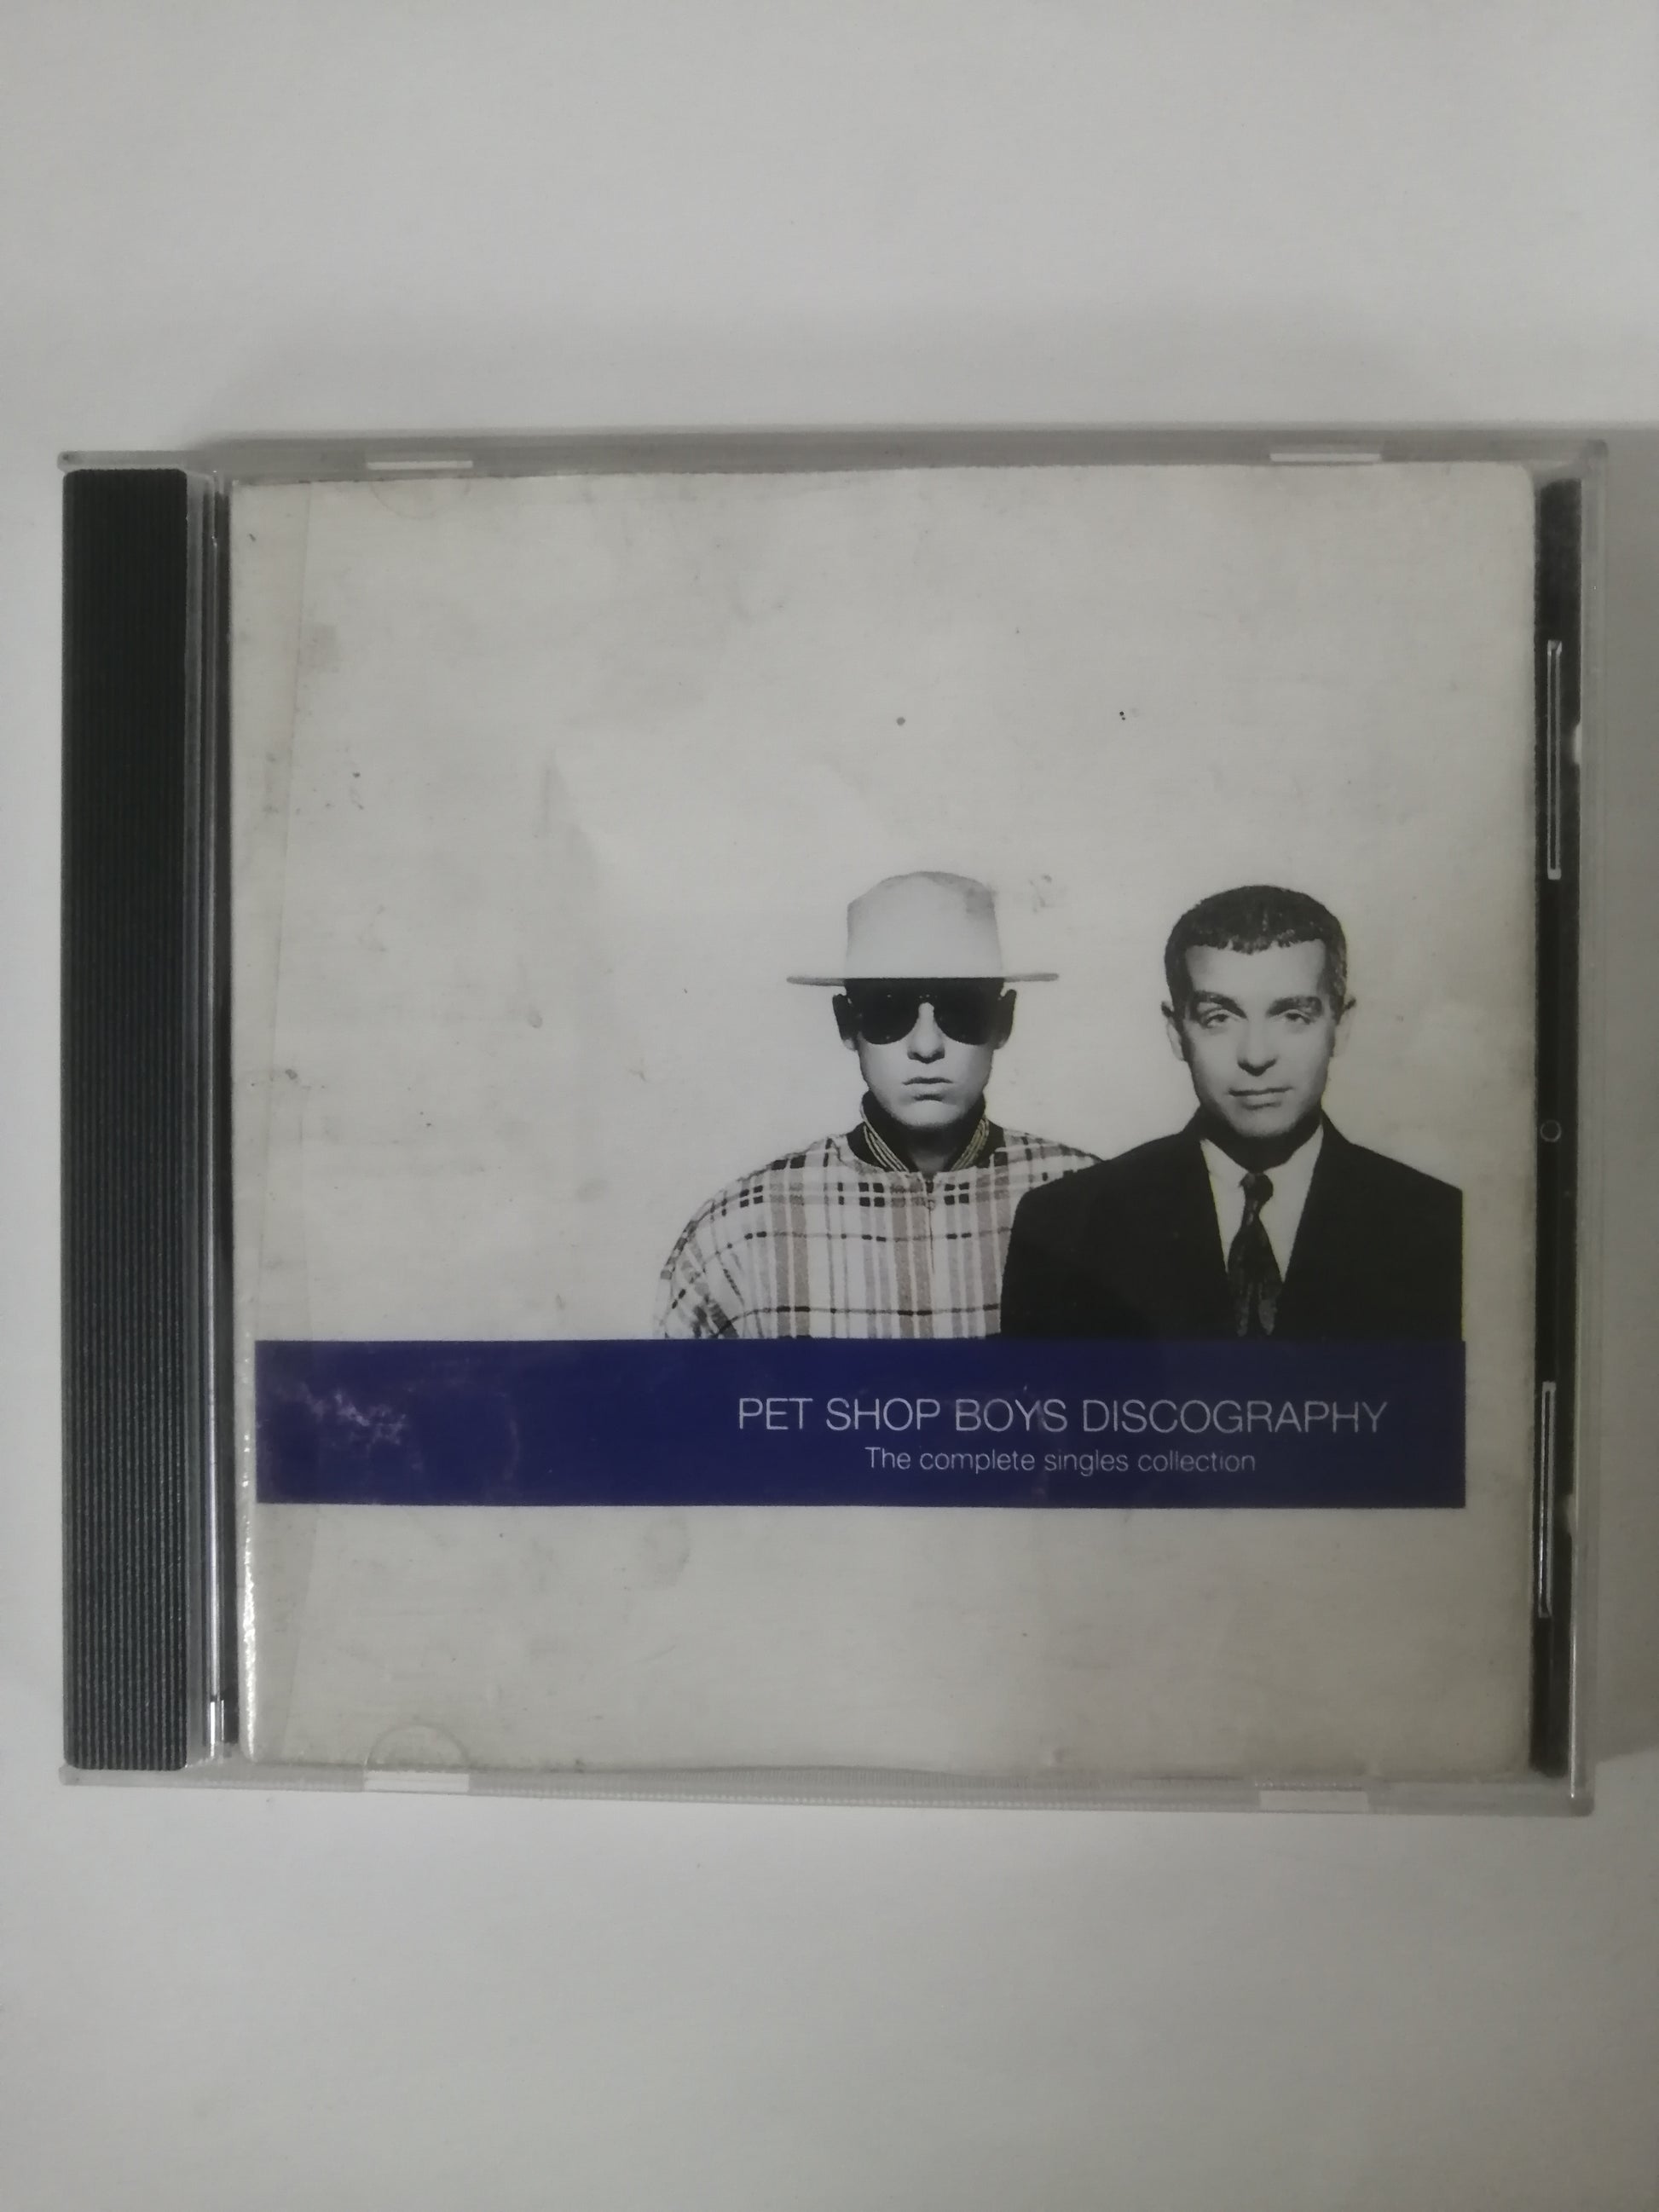 PET SHOP BOYS DISCOGRAPHY
The complete singles collection